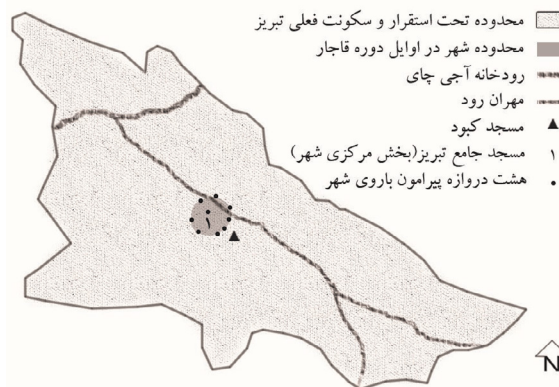 محدوده تحت استقرار و سکونت فعلی تبریز
محدوده شهر در اوایل دوره قاجار
رودخانه آجی چای
مهران رود
مسجد کبود
۱ مسجد جامع تبریز(بخش مرکزی شهر)
هشت دروازه پیرامون باروی شهر
۱
N